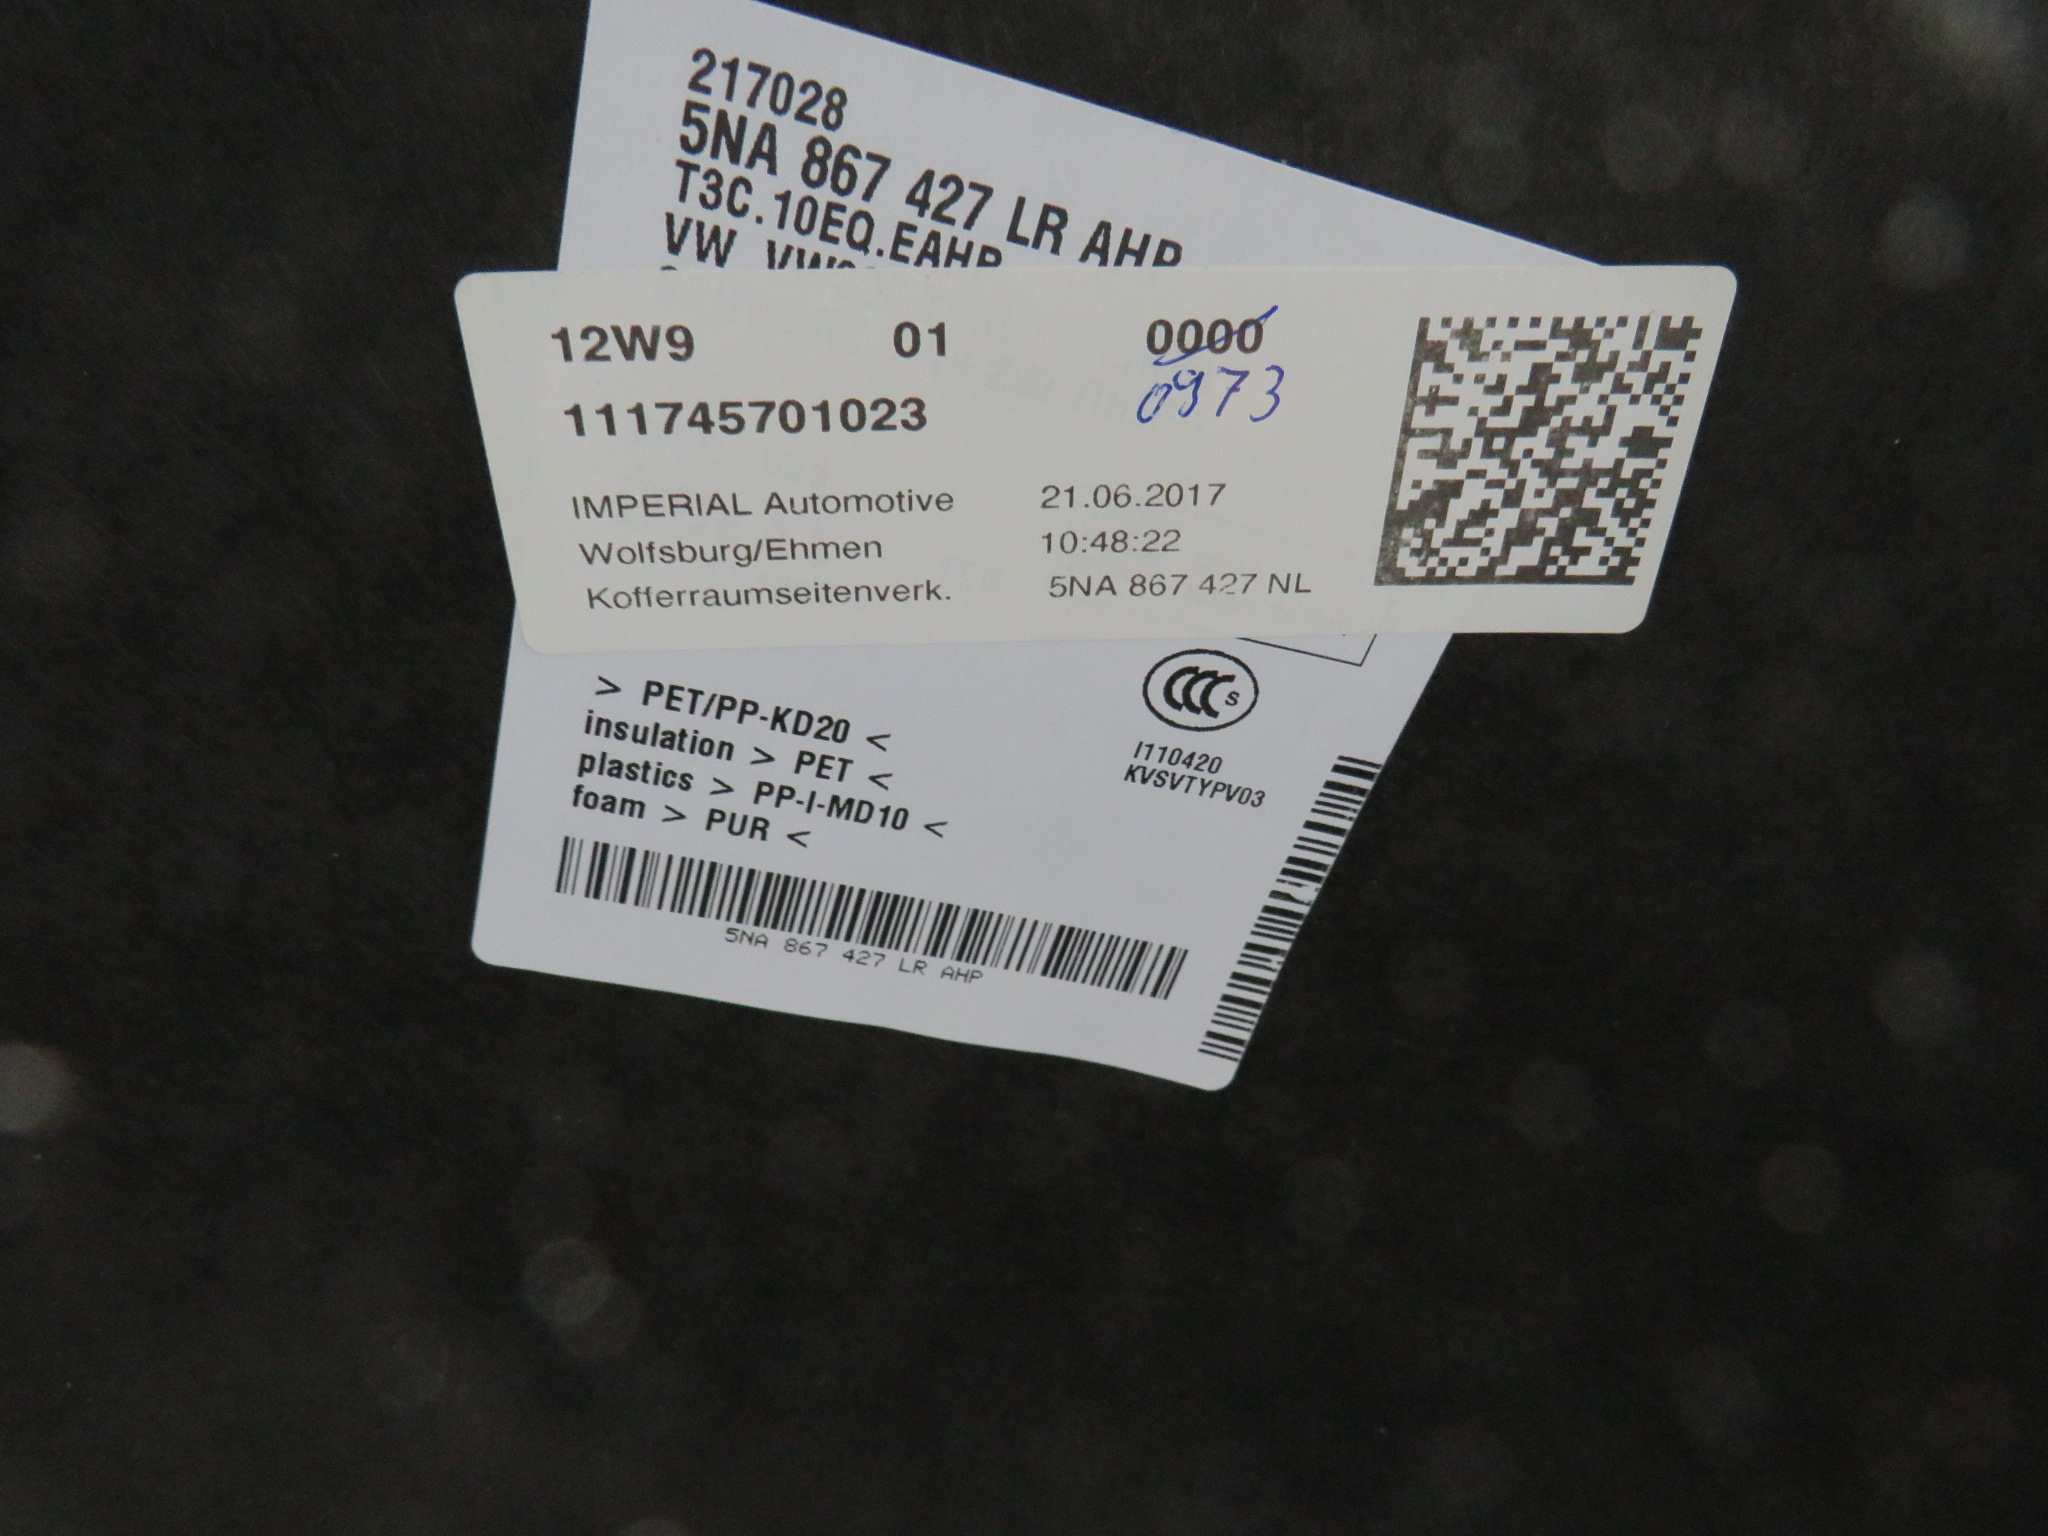 217028
5NA 867 427 LR AHP
T3C.10EQ.EAHP
VW
12W9 01 0000
0973
111745701023
IMPERIAL Automotive 21.06.2017
Wolfsburg/Ehmen 10:48:22
Kofferraumseitenverk. 5NA 867 427 NL
> PET/PP-KD20 <
insulation > PET <
plastics > PP-I-MD10 <
foam > PUR <
CCC S
I110420
KVSVTYPV03
5NA 867 427 LR AHP